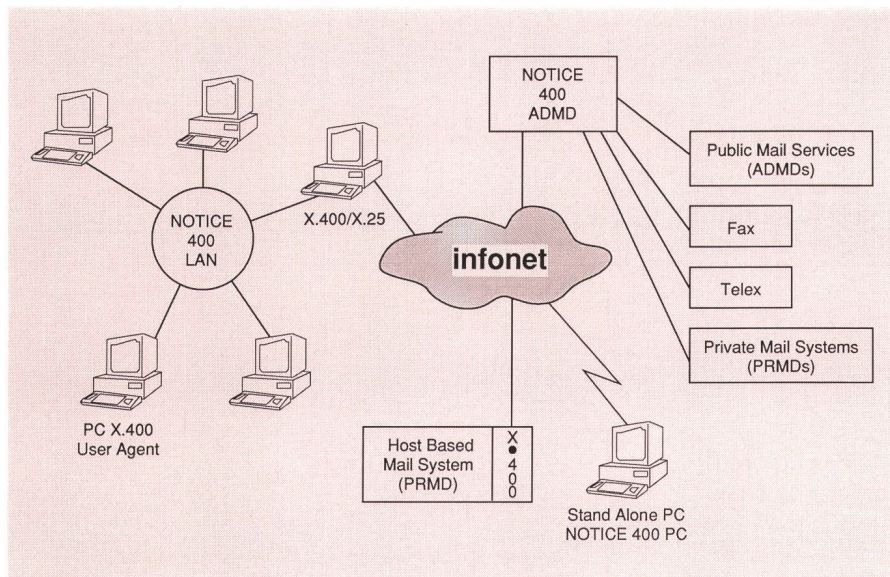 NOTICE
400
ADMD
Public Mail Services
(ADMDs)
X.400/X.25
NOTICE
400
LAN
Fax
infonet
Telex
Private Mail Systems
(PRMDs)
PC X.400
User Agent
Host Based
Mail System
(PRMD)
X
•
4
0
0
Stand Alone PC
NOTICE 400 PC